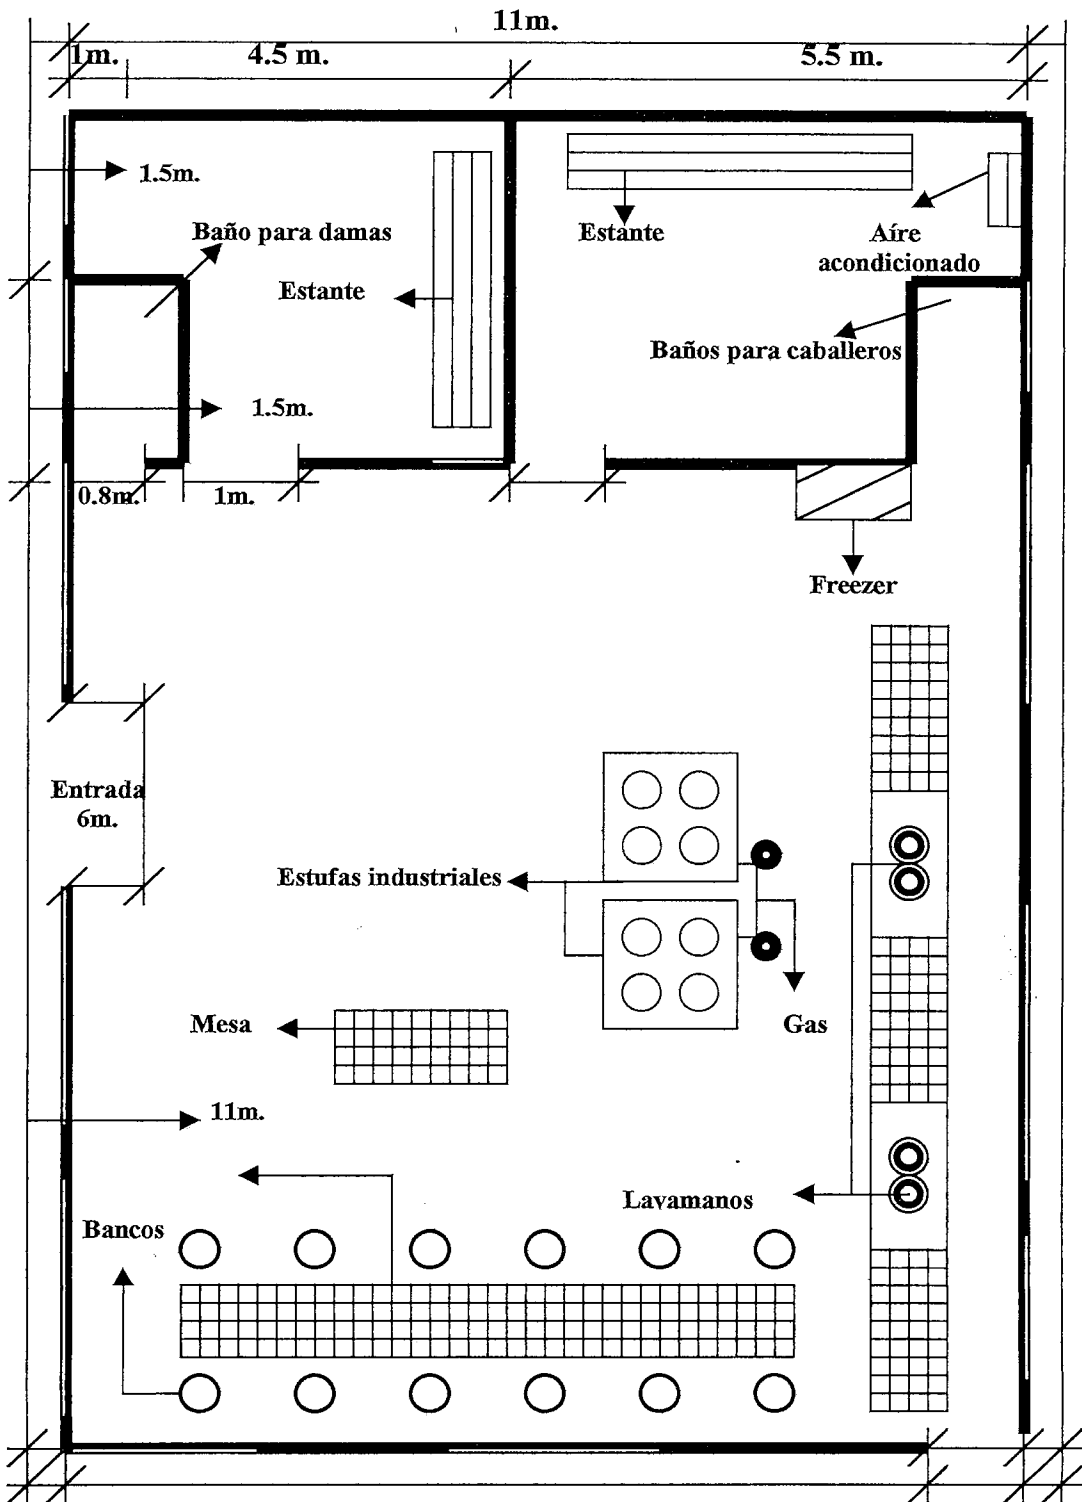 11m.
1m.
4.5 m.
5.5 m.
1.5m.
Baño para damas
Estante
Estante
Aíre
acondicionado
Baños para caballeros
1.5m.
0.8m.
1m.
Freezer
Entrada
6m.
Estufas industriales
Mesa
Gas
11m.
Lavamanos
Bancos